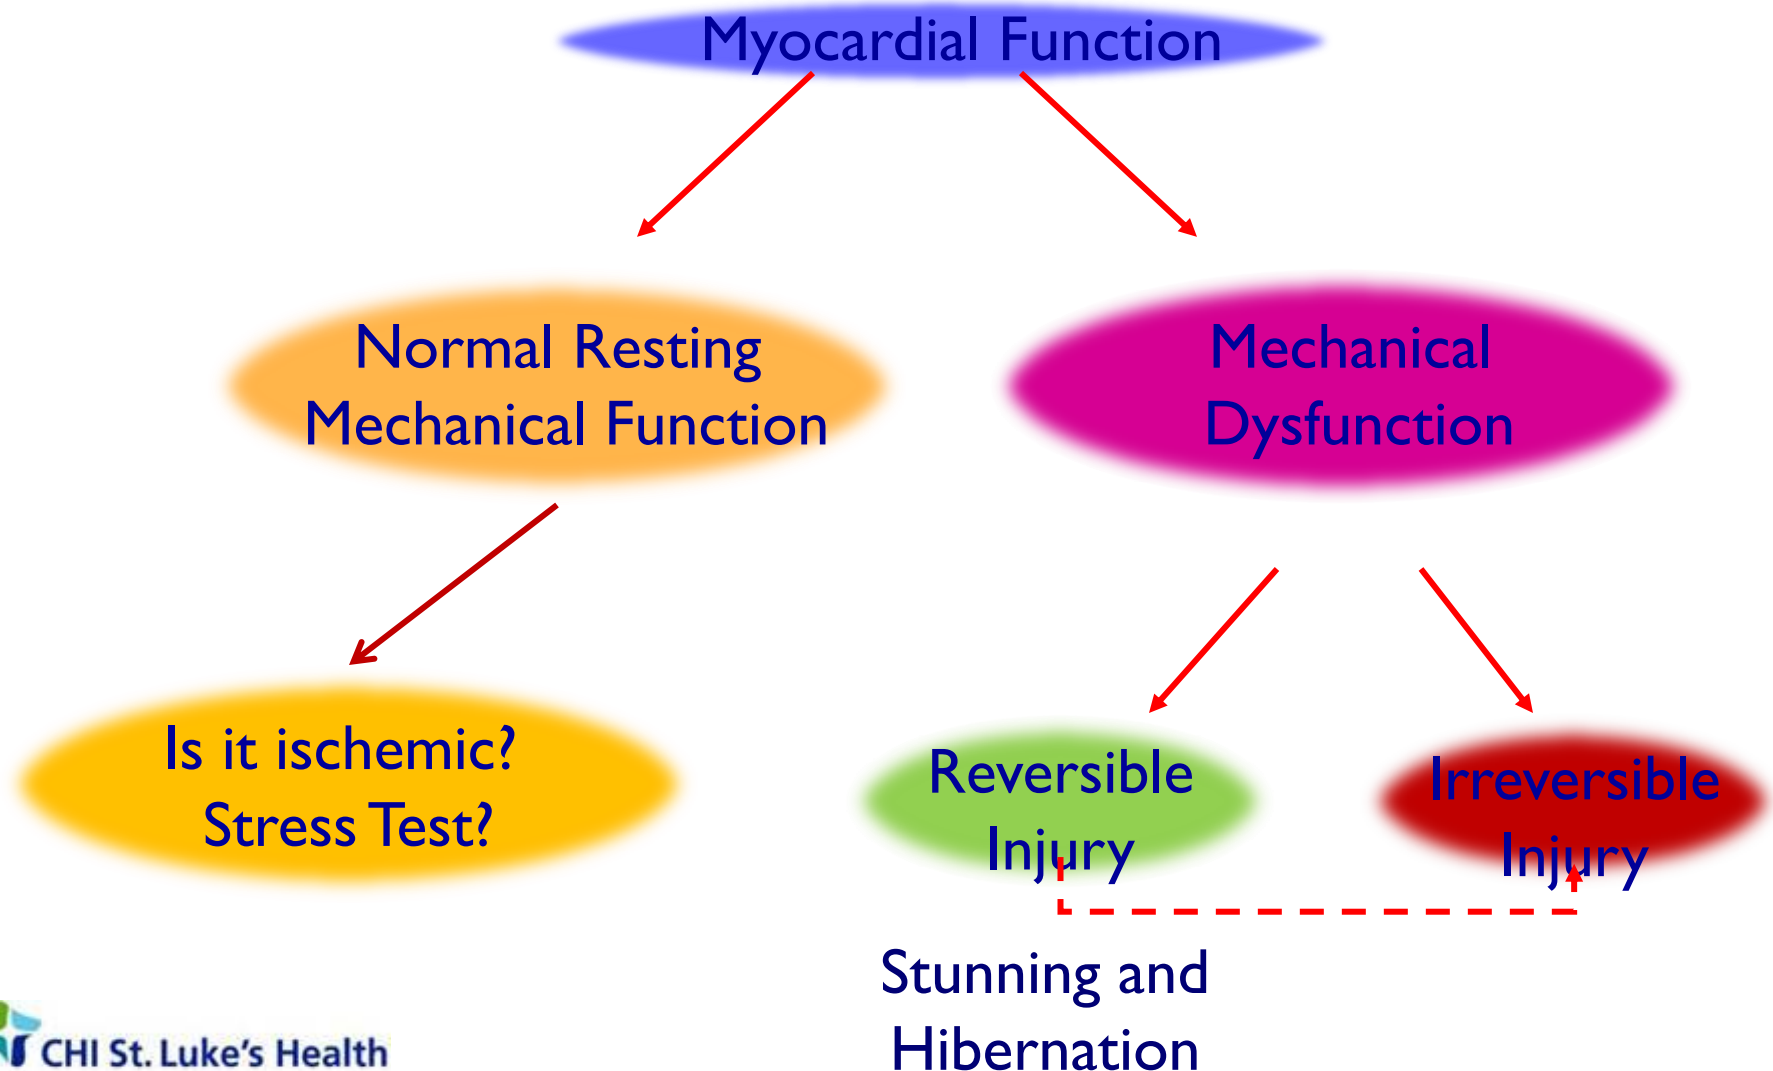 Myocardial Function
Normal Resting
Mechanical Function
Mechanical
Dysfunction
Is it ischemic?
Stress Test?
Reversible
Injury
Irreversible
Injury
Stunning and
Hibernation
CHI St. Luke's Health